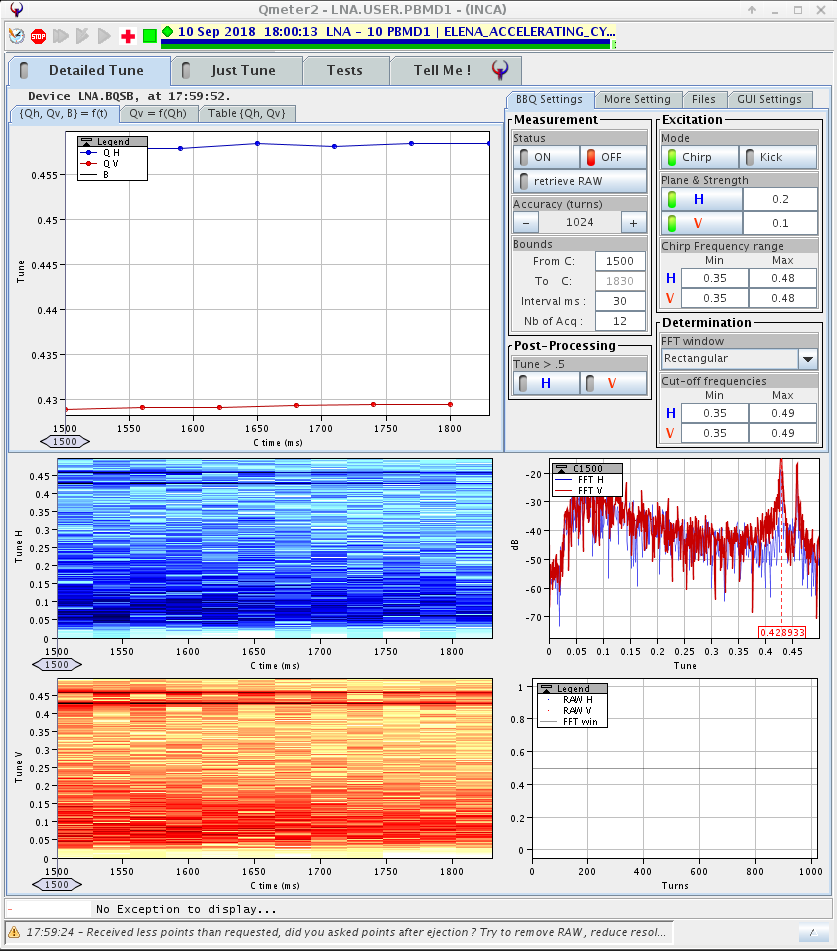 Qmeter2 - LNA.USER.PBMD1 - (INCA)
STOP
10 Sep 2018 18:00:13 LNA - 10 PBMD1 | ELENA_ACCELERATING_CY...
Detailed Tune
Just Tune
Tests
Tell Me !
Device LNA.BQSB, at 17:59:52.
{Qh, Qv, B} = f(t)
Qv = f(Qh)
Table {Qh, Qv}
Legend
Q H
Q V
B
0.455
0.45
0.445
0.44
0.435
0.43
Tune
1500 1550 1600 1650 1700 1750 1800
1500
C time (ms)
BBQ Settings
More Setting
Files
GUI Settings
Measurement
Status
ON
OFF
retrieve RAW
Accuracy (turns)
- 1024 +
Bounds
From C: 1500
To C: 1830
Interval ms : 30
Nb of Acq : 12
Post-Processing
Tune > .5
H V
Excitation
Mode
Chirp
Kick
Plane & Strength
H 0.2
V 0.1
Chirp Frequency range
Min Max
H 0.35 0.48
V 0.35 0.48
Determination
FFT window
Rectangular
Cut-off frequencies
Min Max
H 0.35 0.49
V 0.35 0.49
0.45
0.4
0.35
0.3
0.25
0.2
0.15
0.1
0.05
0
Tune H
1500 1550 1600 1650 1700 1750 1800
1500
C time (ms)
C1500
FFT H
FFT V
-20
-30
-40
-50
-60
-70
dB
0.428933
0 0.05 0.1 0.15 0.2 0.25 0.3 0.35 0.4 0.45
Tune
0.45
0.4
0.35
0.3
0.25
0.2
0.15
0.1
0.05
0
Tune V
1500 1550 1600 1650 1700 1750 1800
1500
C time (ms)
Legend
RAW H
RAW V
FFT win
1
0.8
0.6
0.4
0.2
0
0 200 400 600 800 1000
Turns
- No Exception to display...
17:59:24 - Received less points than requested, did you asked points after ejection ? Try to remove RAW , reduce resol...